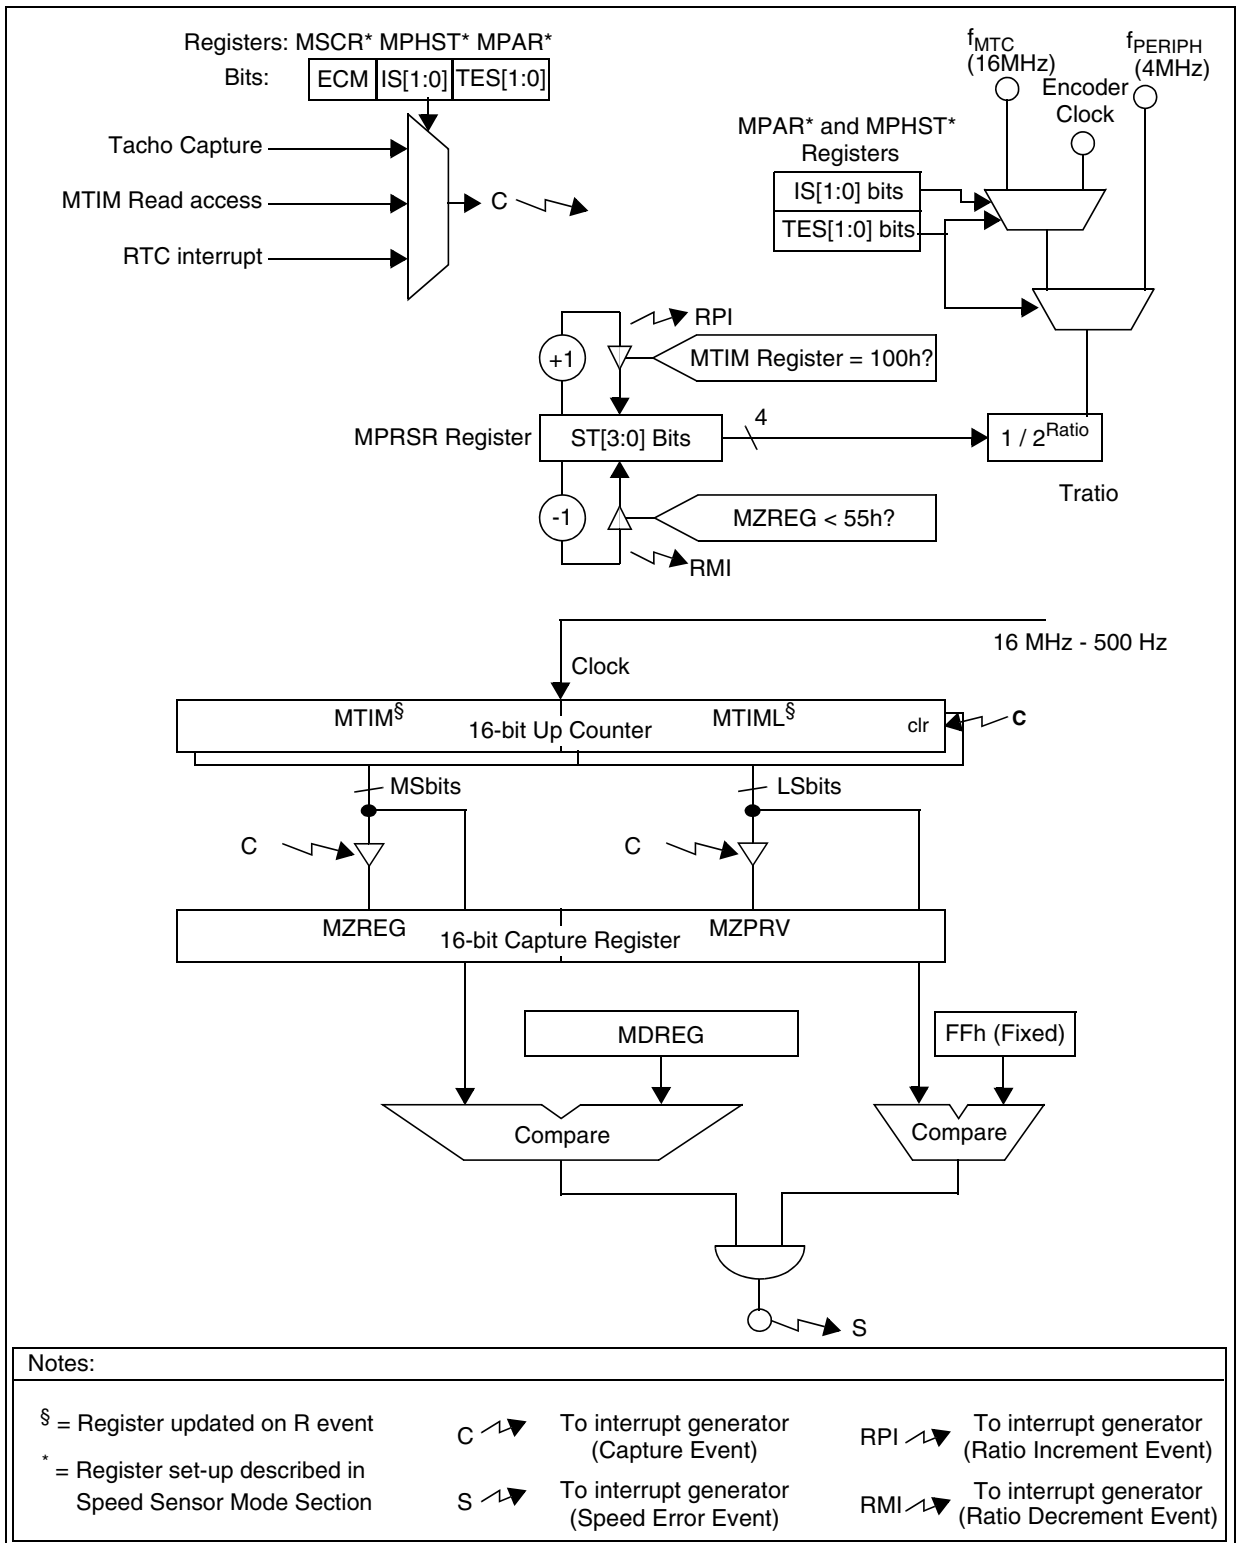 Registers: MSCR* MPHST* MPAR*
Bits: ECM IS[1:0] TES[1:0]
Tacho Capture
MTIM Read access
RTC interrupt
C
fMTC
(16MHz)
fPERIPH
(4MHz)
Encoder
Clock
MPAR* and MPHST*
Registers
IS[1:0] bits
TES[1:0] bits
RPI
+1
MTIM Register = 100h?
MPRSR Register
ST[3:0] Bits
4
1 / 2Ratio
Tratio
-1
MZREG < 55h?
RMI
16 MHz - 500 Hz
Clock
MTIM§
MTIML§
16-bit Up Counter
clr
C
MSbits
LSbits
C
C
MZREG
MZPRV
16-bit Capture Register
MDREG
FFh (Fixed)
Compare
Compare
S
Notes:
§ = Register updated on R event
* = Register set-up described in
Speed Sensor Mode Section
C To interrupt generator
(Capture Event)
S To interrupt generator
(Speed Error Event)
RPI To interrupt generator
(Ratio Increment Event)
RMI To interrupt generator
(Ratio Decrement Event)